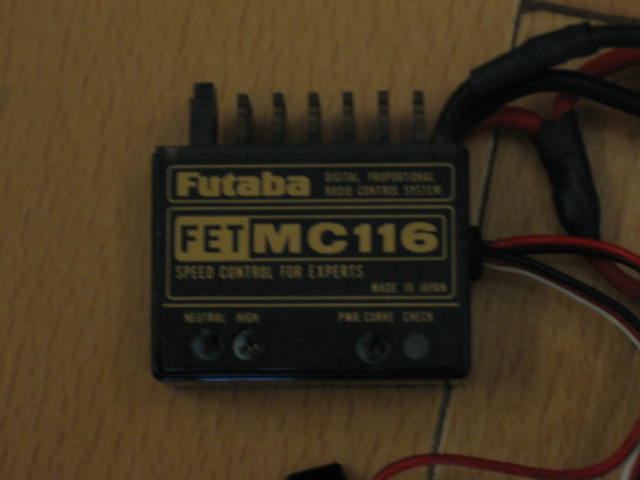 Futaba DIGITAL PROPORTIONAL
RADIO CONTROL SYSTEM
FET MC116
SPEED CONTROL FOR EXPERTS
MADE IN JAPAN
NEUTRAL HIGH PWR. CURVE CHECK